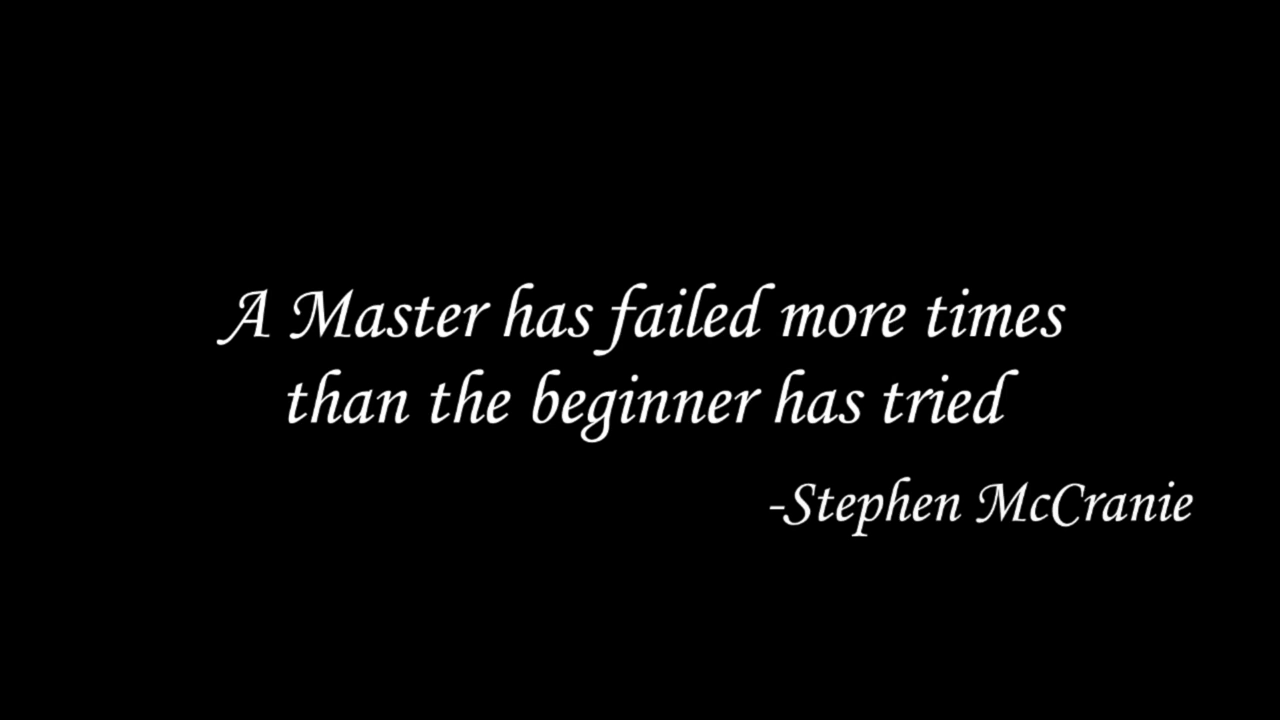 A Master has failed more times
than the beginner has tried
-Stephen McCranie